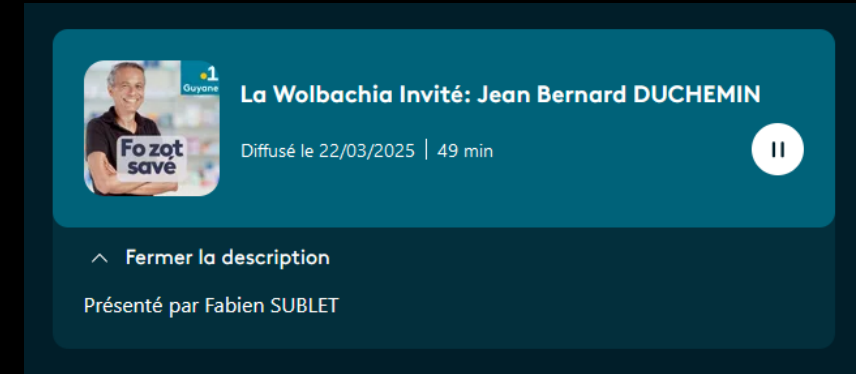 1
Guyane
Fo zot
savé
La Wolbachia Invité: Jean Bernard DUCHEMIN
Diffusé le 22/03/2025 | 49 min
Fermer la description
Présenté par Fabien SUBLET